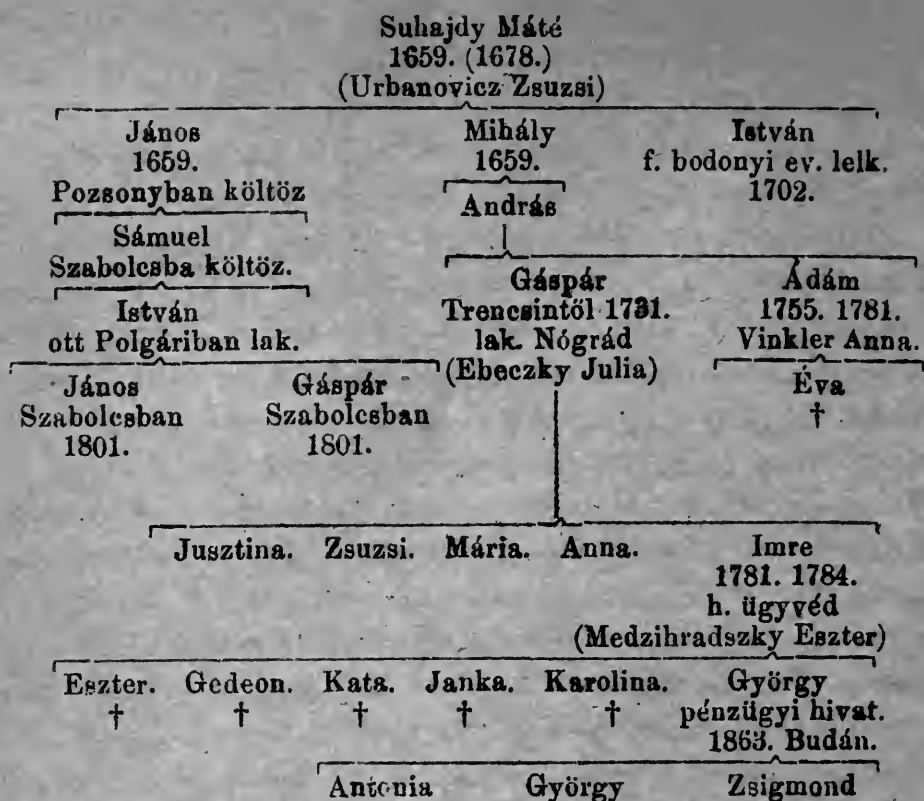 Suhajdy Máté
1659. (1678.)
(Urbanovicz Zsuzsi)
János Mihály István
1659. 1659. f. bodonyi ev. lelk.
Pozsonyban költöz 1702.
András
Sámuel
Szabolcsba költöz.
Gáspár Ádám
István Trencsintől 1731. 1755. 1781.
ott Polgáriban lak. lak. Nógrád Vinkler Anna.
János Gáspár (Ebeczky Julia) Éva
Szabolcsban Szabolcsban †
1801. 1801.
Jusztina. Zsuzsi. Mária. Anna. Imre
1781. 1784.
h. ügyvéd
(Medzihradszky Eszter)
Eszter. Gedeon. Kata. Janka. Karolina. György
† † † † † pénzügyi hivat.
1863. Budán.
Antonia György Zsigmond